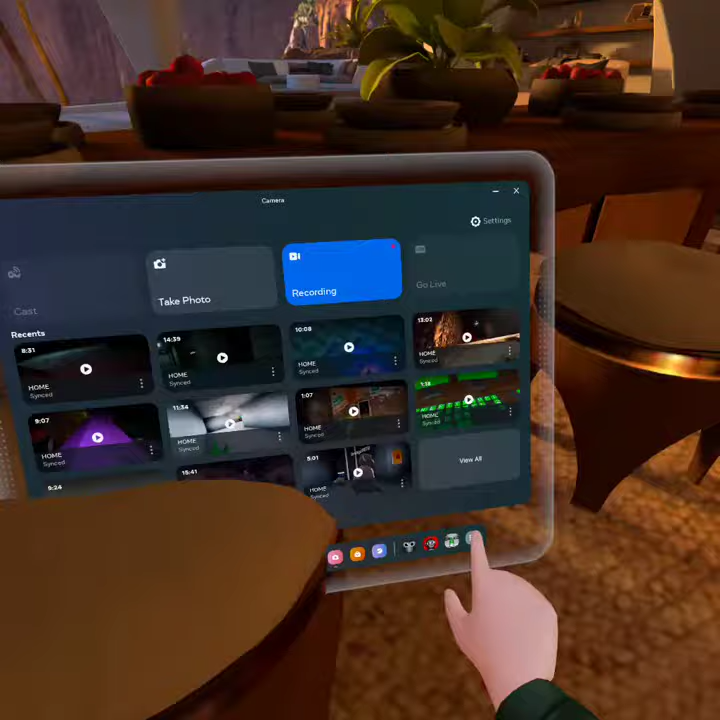 Camera
Settings
Cast
Take Photo
Recording
Go Live
Recents
8:31
HOME
Synced
14:39
HOME
Synced
10:08
HOME
Synced
13:02
HOME
Synced
9:07
HOME
Synced
11:34
HOME
Synced
1:07
HOME
Synced
1:18
HOME
Synced
9:24
15:41
5:01
HOME
Synced
View All